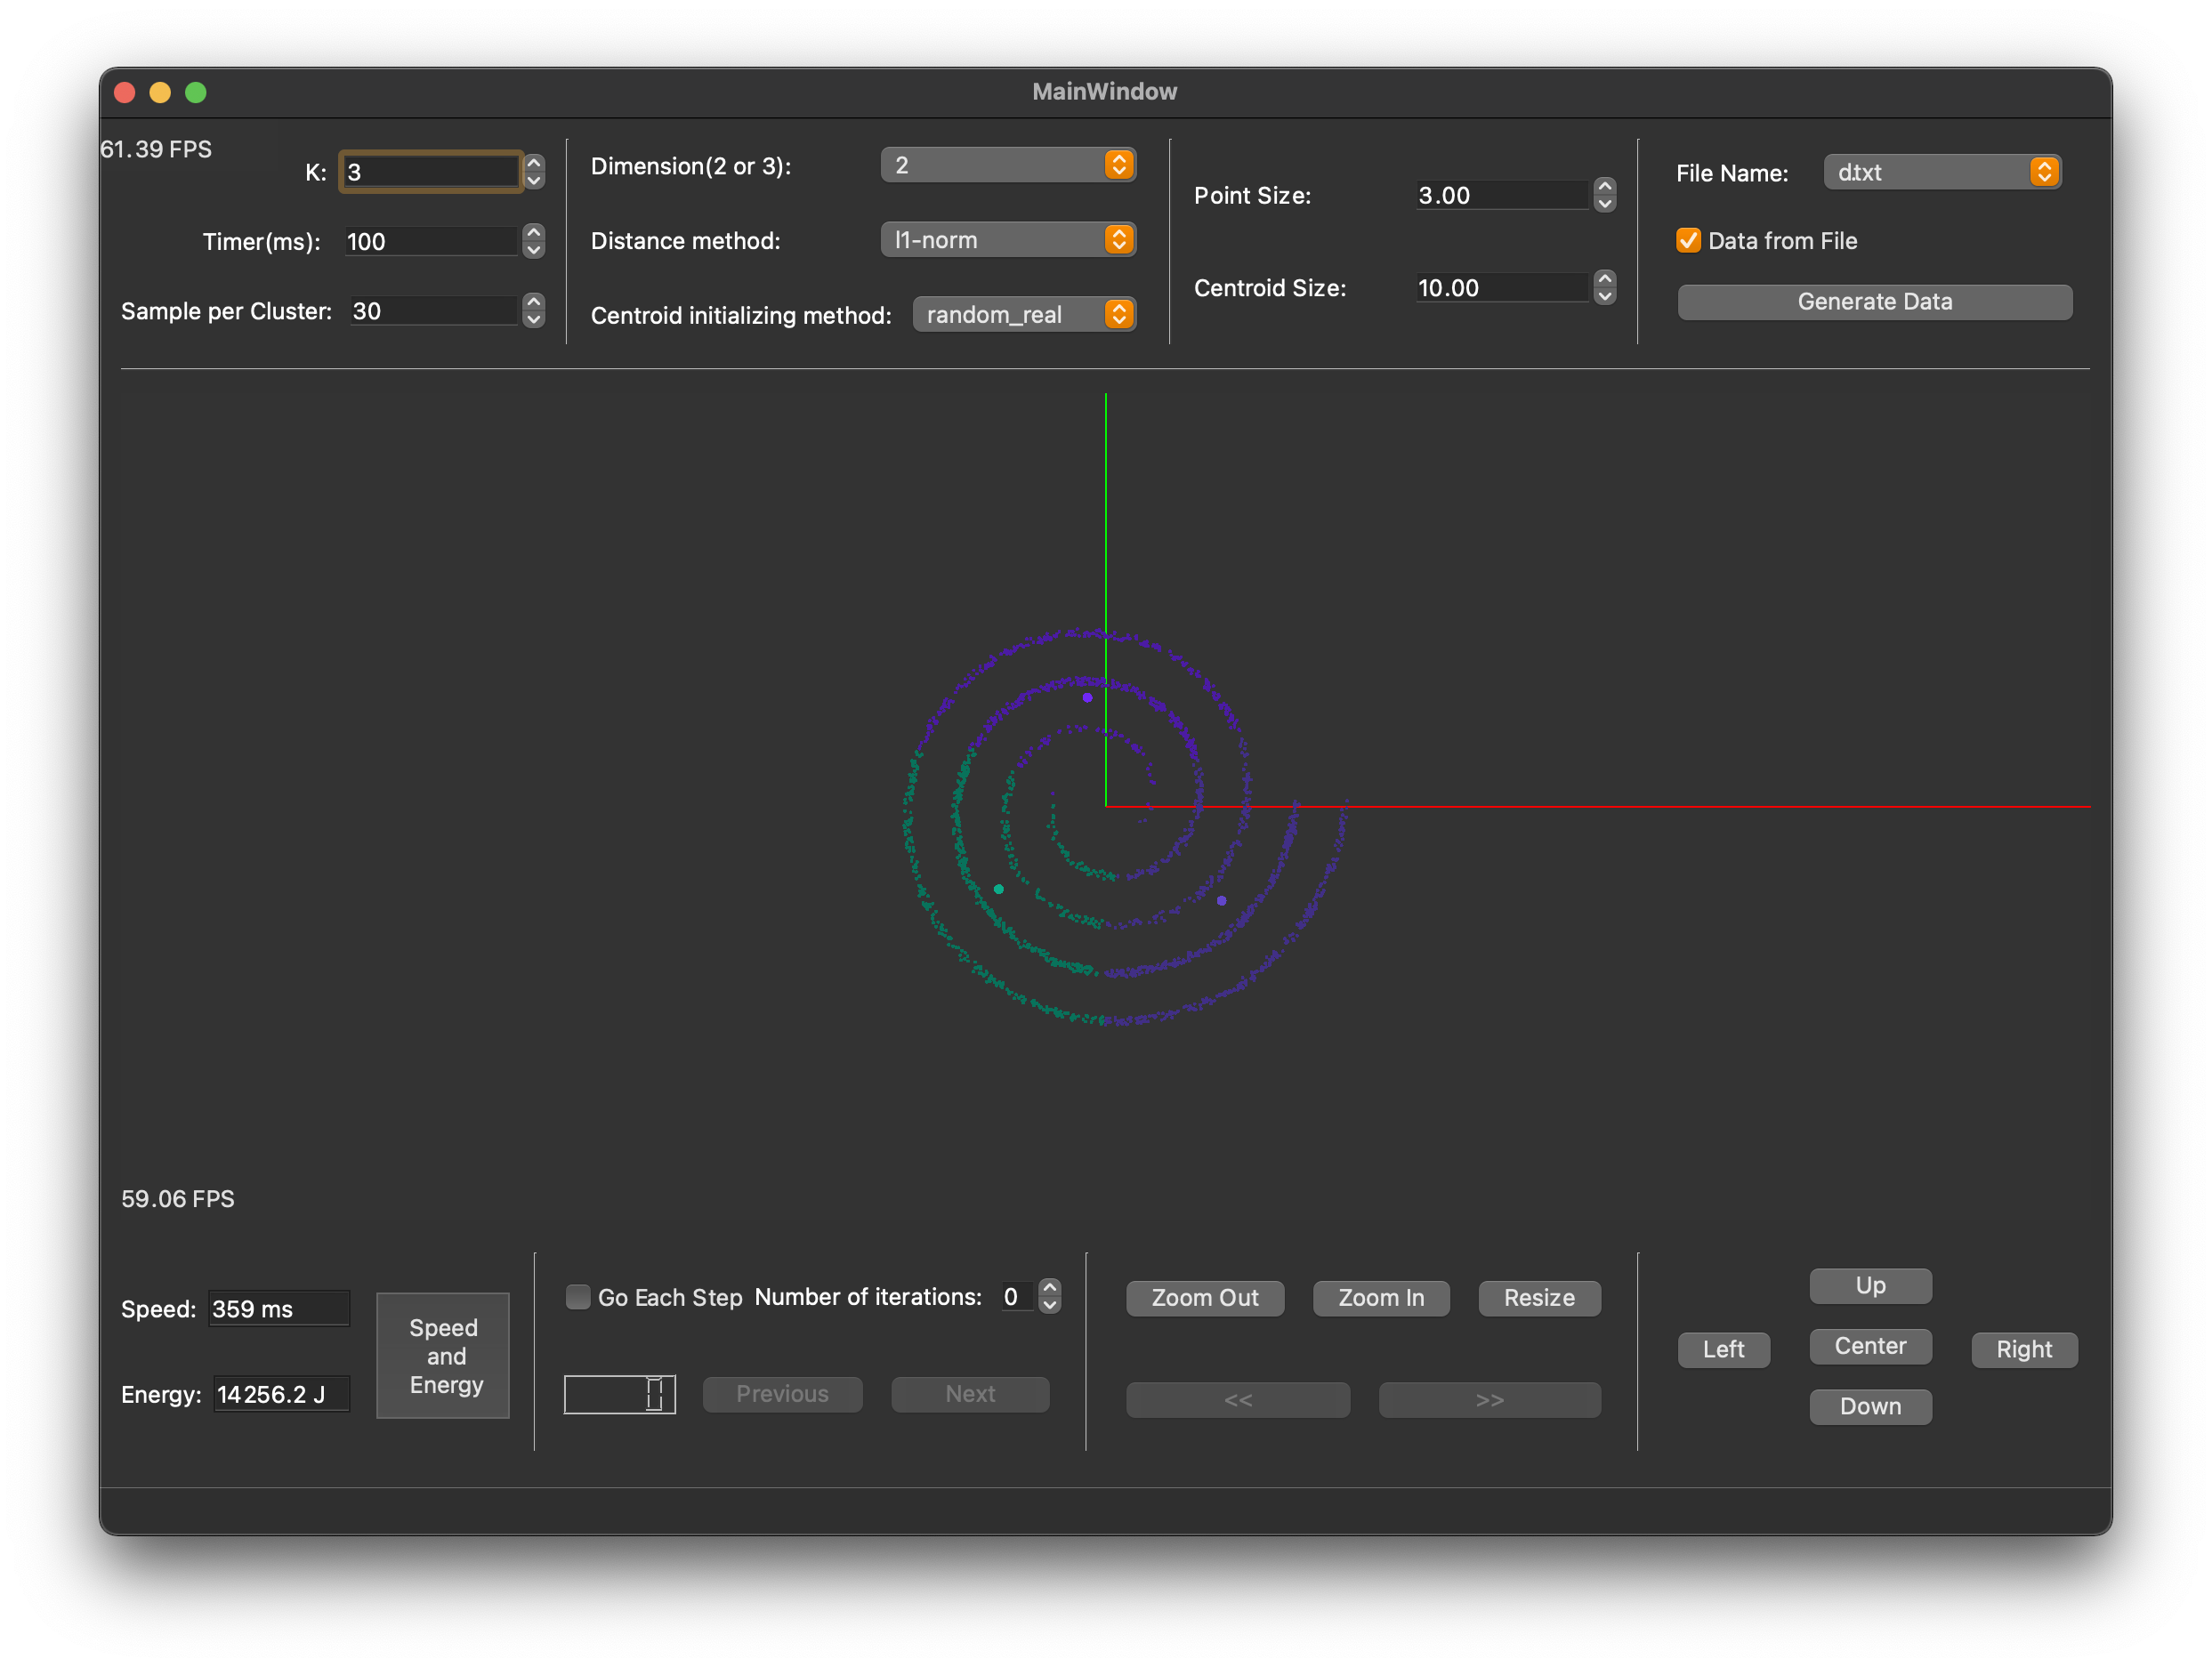 MainWindow
61.39 FPS
K: 3
Timer(ms): 100
Sample per Cluster: 30
Dimension(2 or 3): 2
Distance method: l1-norm
Centroid initializing method: random_real
Point Size: 3.00
Centroid Size: 10.00
File Name: d.txt
Data from File
Generate Data
59.06 FPS
Speed: 359 ms
Energy: 14256.2 J
Speed
and
Energy
Go Each Step Number of iterations: 0
0 Previous Next
Zoom Out Zoom In Resize
<< >>
Up
Left Center Right
Down